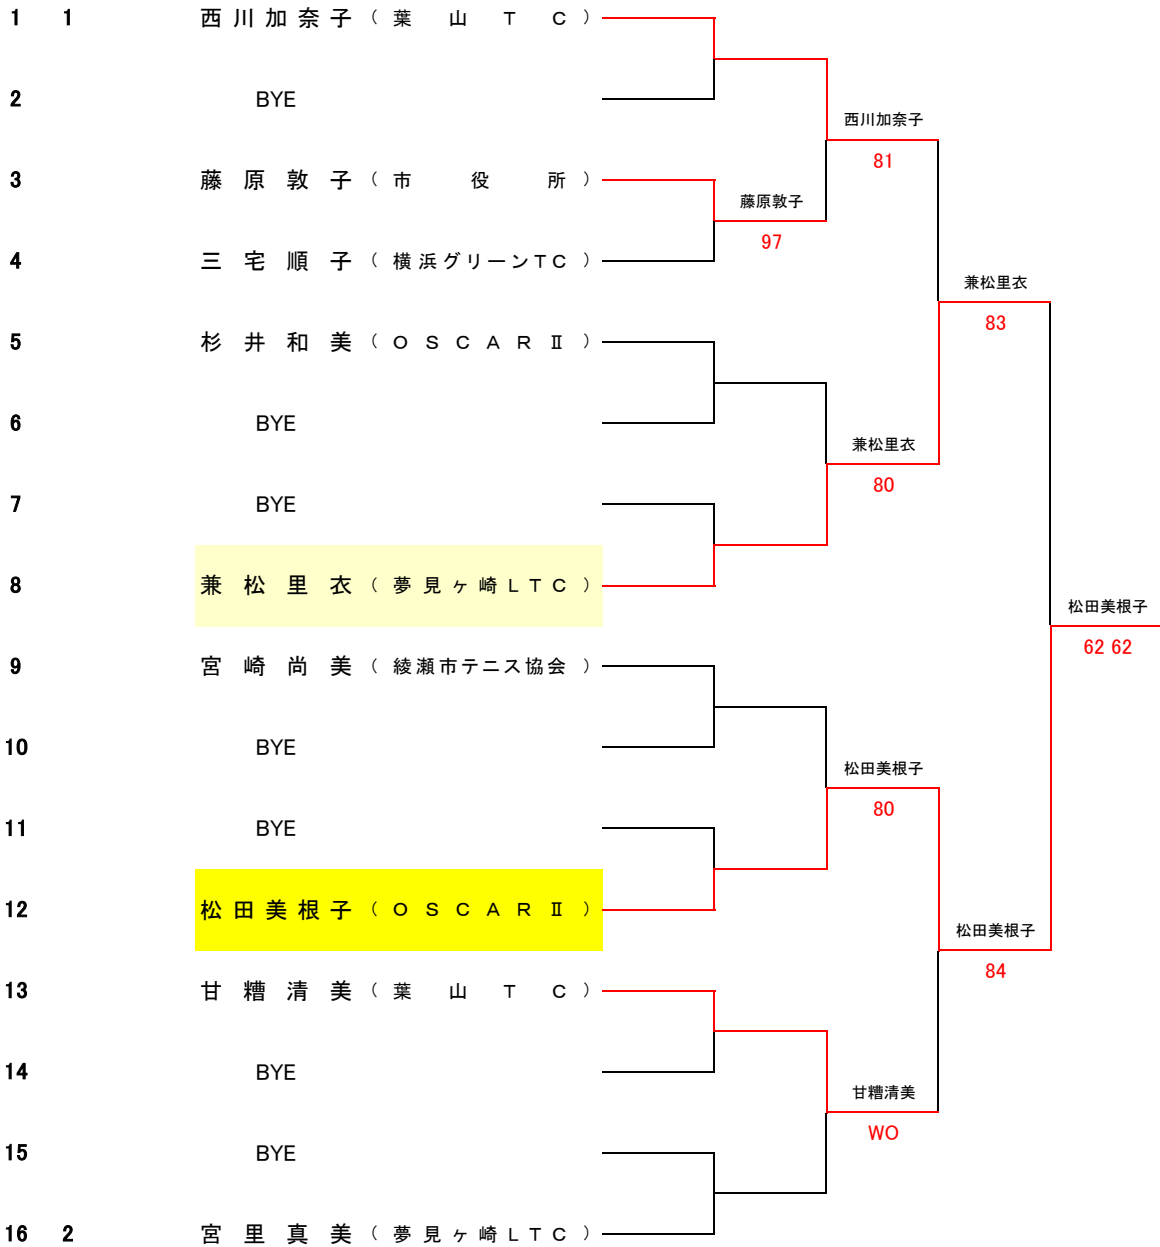 1 1 西川加奈子（葉山TC）
2 BYE
西川加奈子
81
3 藤原敦子（市役所）
藤原敦子
97
4 三宅順子（横浜グリーンTC）
兼松里衣
83
5 杉井和美（OSCARⅡ）
6 BYE
兼松里衣
80
7 BYE
8 兼松里衣（夢見ヶ崎LTC）
松田美根子
62 62
9 宮崎尚美（綾瀬市テニス協会）
10 BYE
松田美根子
80
11 BYE
12 松田美根子（OSCARⅡ）
松田美根子
84
13 甘糟清美（葉山TC）
14 BYE
甘糟清美
WO
15 BYE
16 2 宮里真美（夢見ヶ崎LTC）